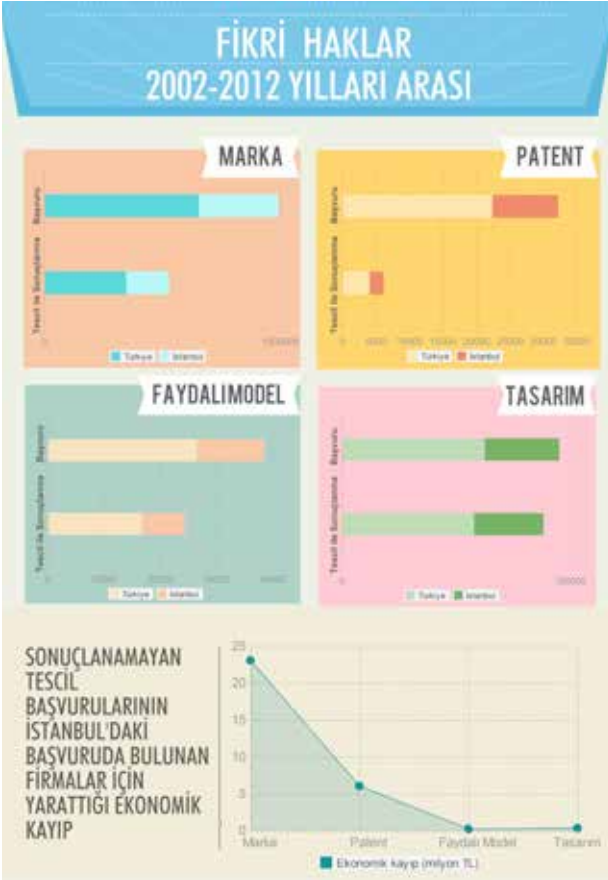 FİKRİ HAKLAR
2002-2012 YILLARI ARASI
MARKA
Başvuru
Tescil ile Sonuçlanma
0
Türkiye
İstanbul
PATENT
Başvuru
Tescil ile Sonuçlanma
0 5000 10000 15000 20000 25000 30000 35000
Türkiye
İstanbul
FAYDALIMODEL
Başvuru
Tescil ile Sonuçlanma
0
Türkiye
İstanbul
TASARIM
Başvuru
Tescil ile Sonuçlanma
0
Türkiye
İstanbul
SONUÇLANAMAYAN
TESCİL
BAŞVURULARININ
İSTANBUL'DAKİ
BAŞVURUDA BULUNAN
FİRMALAR İÇİN
YARATTIĞI EKONOMİK
KAYIP
25
20
15
10
5
0
Marka Patent Faydalı Model Tasarım
Ekonomik kayıp (milyon TL)